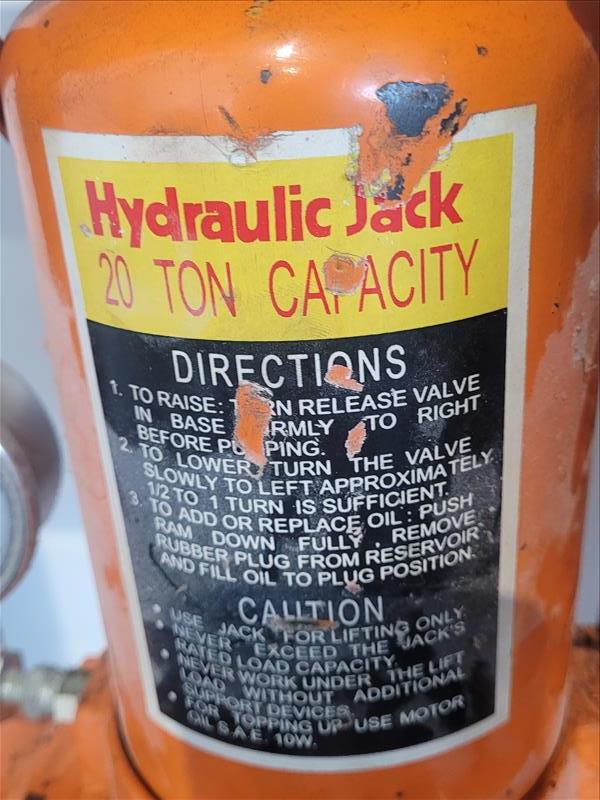 Hydraulic Jack
20 TON CAPACITY
DIRECTIONS
1. TO RAISE: TURN RELEASE VALVE
IN BASE FIRMLY TO RIGHT
BEFORE PUMPING.
2. TO LOWER, TURN THE VALVE
SLOWLY TO LEFT APPROXIMATELY
1/2 TO 1 TURN IS SUFFICIENT.
3. TO ADD OR REPLACE OIL : PUSH
RAM DOWN FULLY REMOVE
RUBBER PLUG FROM RESERVOIR
AND FILL OIL TO PLUG POSITION.
CAUTION
• USE JACK FOR LIFTING ONLY.
• NEVER EXCEED THE JACK'S
RATED LOAD CAPACITY.
• NEVER WORK UNDER THE LIFT
LOAD WITHOUT ADDITIONAL
SUPPORT DEVICES.
• FOR TOPPING UP USE MOTOR
OIL S.A.E. 10W.